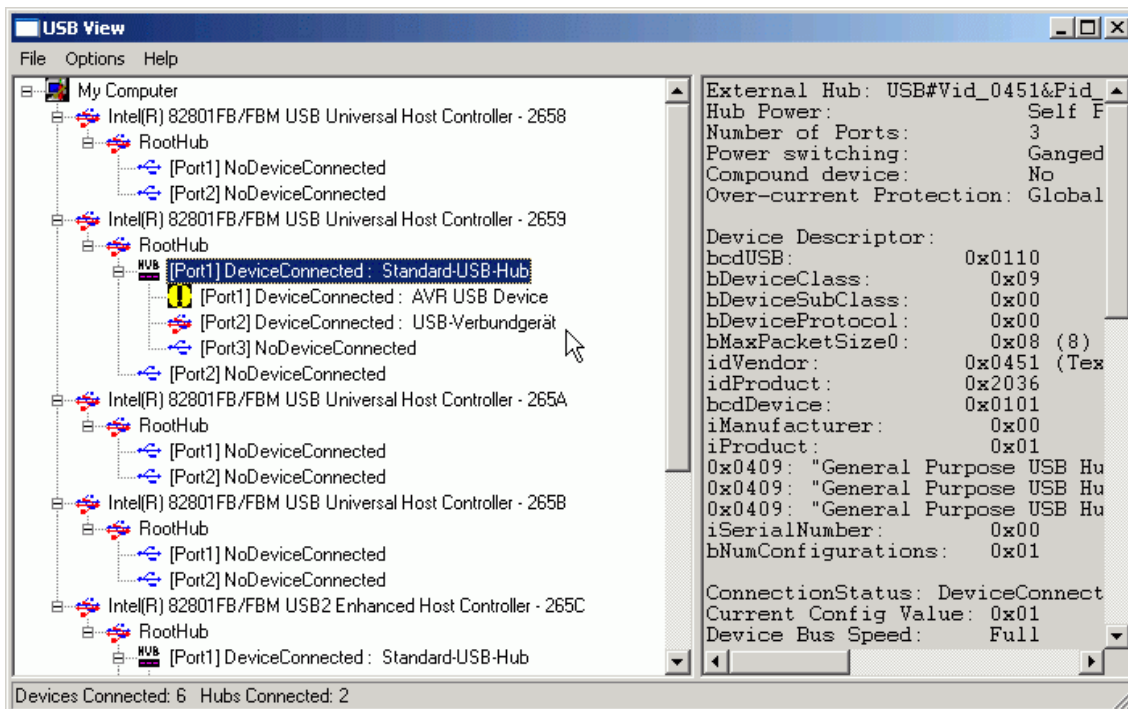 USB View
File Options Help
My Computer
Intel(R) 82801FB/FBM USB Universal Host Controller - 2658
RootHub
[Port1] NoDeviceConnected
[Port2] NoDeviceConnected
Intel(R) 82801FB/FBM USB Universal Host Controller - 2659
RootHub
HUB [Port1] DeviceConnected : Standard-USB-Hub
[Port1] DeviceConnected : AVR USB Device
[Port2] DeviceConnected : USB-Verbundgerät
[Port3] NoDeviceConnected
[Port2] NoDeviceConnected
Intel(R) 82801FB/FBM USB Universal Host Controller - 265A
RootHub
[Port1] NoDeviceConnected
[Port2] NoDeviceConnected
Intel(R) 82801FB/FBM USB Universal Host Controller - 265B
RootHub
[Port1] NoDeviceConnected
[Port2] NoDeviceConnected
Intel(R) 82801FB/FBM USB2 Enhanced Host Controller - 265C
RootHub
HUB [Port1] DeviceConnected : Standard-USB-Hub
External Hub: USB#Vid_0451&Pid_
Hub Power: Self P
Number of Ports: 3
Power switching: Ganged
Compound device: No
Over-current Protection: Global
Device Descriptor:
bcdUSB: 0x0110
bDeviceClass: 0x09
bDeviceSubClass: 0x00
bDeviceProtocol: 0x00
bMaxPacketSize0: 0x08 (8)
idVendor: 0x0451 (Tex
idProduct: 0x2036
bcdDevice: 0x0101
iManufacturer: 0x00
iProduct: 0x01
0x0409: "General Purpose USB Hu
0x0409: "General Purpose USB Hu
0x0409: "General Purpose USB Hu
iSerialNumber: 0x00
bNumConfigurations: 0x01
ConnectionStatus: DeviceConnect
Current Config Value: 0x01
Device Bus Speed: Full
Devices Connected: 6 Hubs Connected: 2